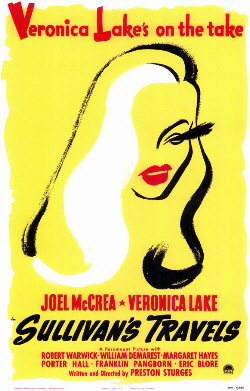 Veronica Lake's on the take
JOEL McCREA ★ VERONICA LAKE
in
SULLIVAN'S TRAVELS
A Paramount Picture with
ROBERT WARWICK · WILLIAM DEMAREST · MARGARET HAYES
PORTER HALL · FRANKLIN PANGBORN · ERIC BLORE
Written and Directed by PRESTON STURGES